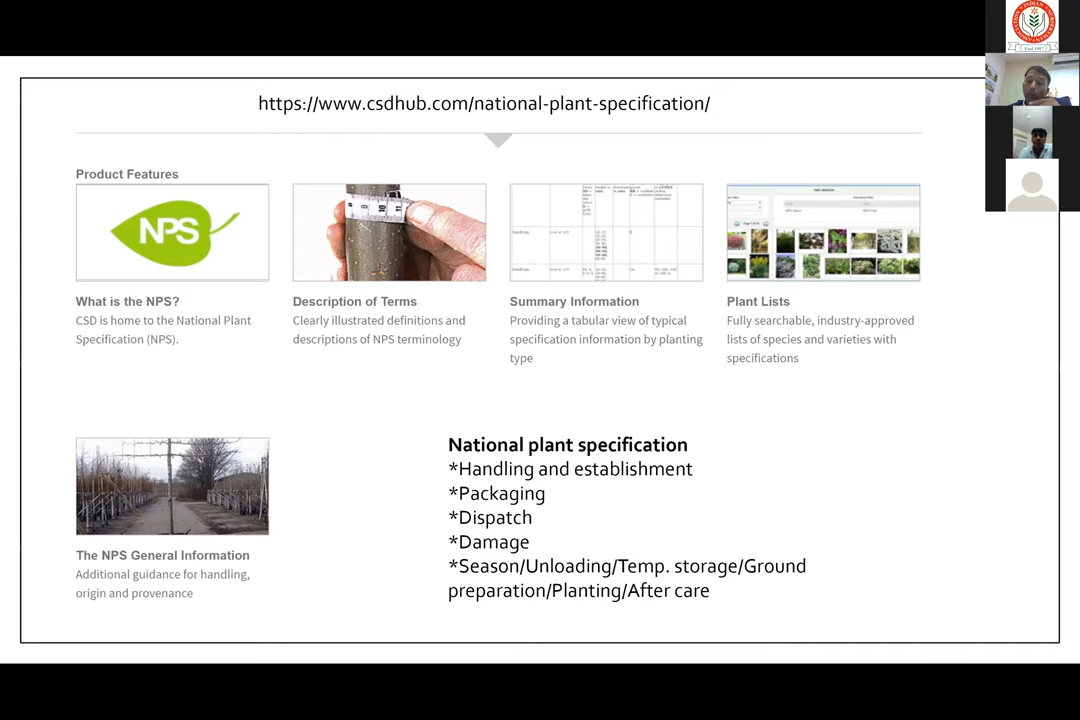 https://www.csdhub.com/national-plant-specification/
Product Features
NPS
What is the NPS?
CSD is home to the National Plant
Specification (NPS).
9 10 11
Description of Terms
Clearly illustrated definitions and
descriptions of NPS terminology
Summary Information
Providing a tabular view of typical
specification information by planting
type
Plant Lists
Fully searchable, industry-approved
lists of species and varieties with
specifications
The NPS General Information
Additional guidance for handling,
origin and provenance
National plant specification
*Handling and establishment
*Packaging
*Dispatch
*Damage
*Season/Unloading/Temp. storage/Ground
preparation/Planting/After care